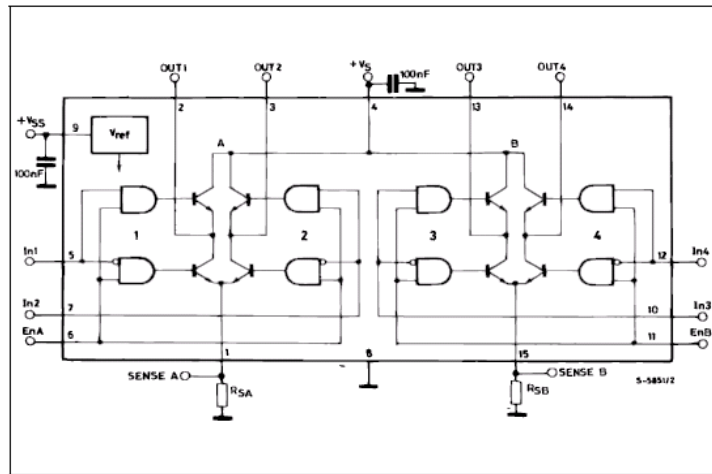 OUT1 OUT2 +Vs 100nF OUT3 OUT4
2 3 4 13 14
+VSS 9 Vref A B
100nF
1 2 3 4
In1 5 12 In4
In2 7 10 In3
EnA 6 11 EnB
1 8 15
SENSE A SENSE B S-5851/2
RSA RSB